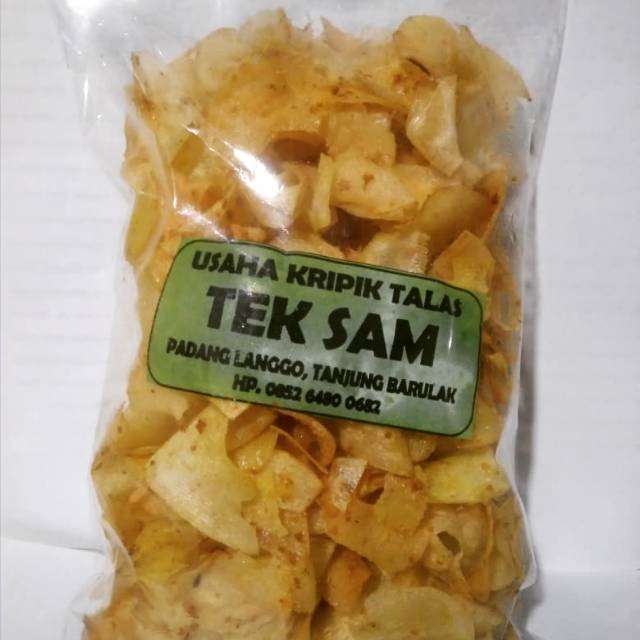 USAHA KRIPIK TALAS
TEK SAM
PADANG LANGGO, TANJUNG BARULAK
HP. 0852 6480 0682